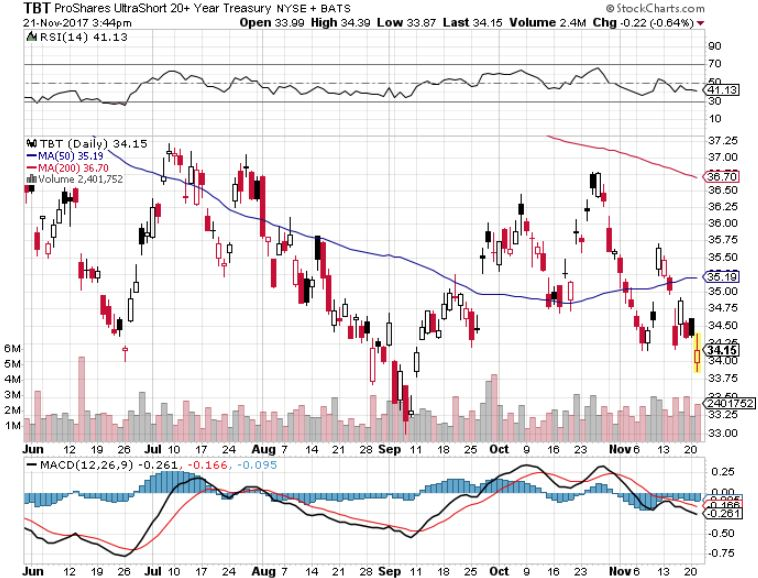 TBT ProShares UltraShort 20+ Year Treasury NYSE + BATS © StockCharts.com
21-Nov-2017 3:44pm Open 33.99 High 34.39 Low 33.87 Last 34.15 Volume 2.4M Chg -0.22 (-0.64%)
RSI(14) 41.13
90
70
50
41.13
30
10
TBT (Daily) 34.15
MA(50) 35.19
MA(200) 36.70
Volume 2,401,752
37.25
37.00
36.70
36.50
36.25
36.00
35.75
35.50
35.19
35.00
34.75
34.50
34.15
34.00
33.75
33.50
2401752
33.25
33.00
6M
5M
4M
3M
2M
1M
Jun 12 19 26 Jul 10 17 24 Aug 7 14 21 28 Sep 11 18 25 Oct 9 16 23 Nov 6 13 20
MACD(12,26,9) -0.261, -0.166, -0.095
0.25
0.00
-0.166
-0.261
-0.50
-0.75
Jun 12 19 26 Jul 10 17 24 Aug 7 14 21 28 Sep 11 18 25 Oct 9 16 23 Nov 6 13 20